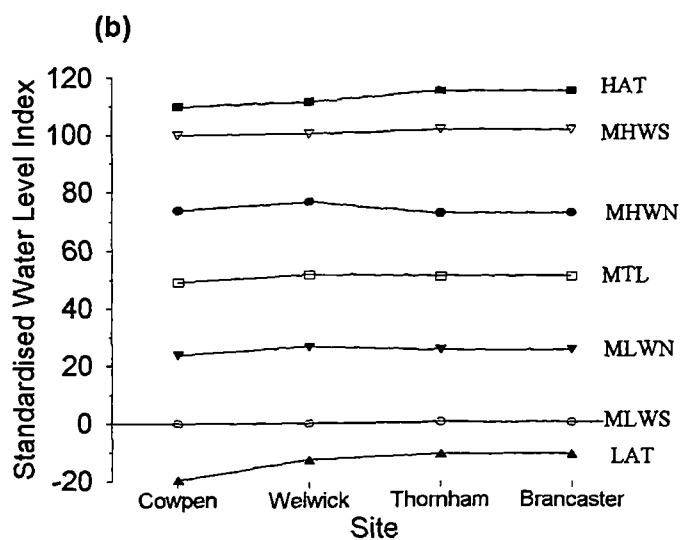 (b)
Standardised Water Level Index
120
100
80
60
40
20
0
-20
HAT
MHWS
MHWN
MTL
MLWN
MLWS
LAT
Cowpen Welwick Thornham Brancaster
Site